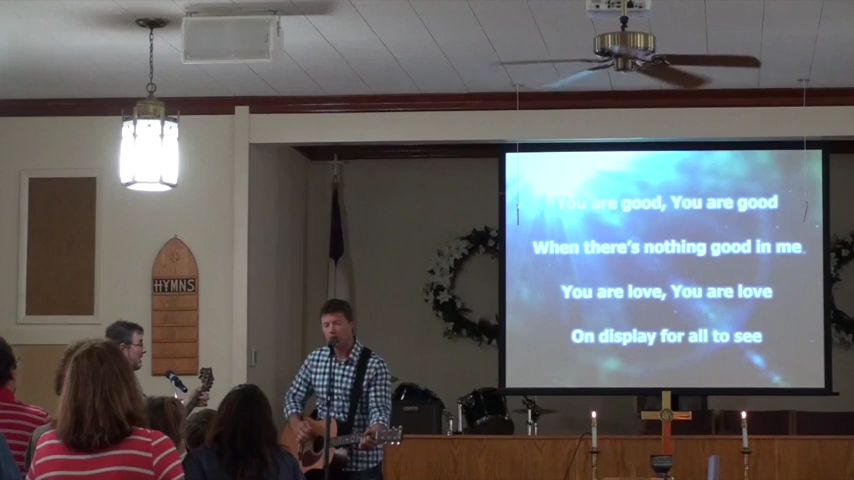 You are good, You are good
When there's nothing good in me
You are love, You are love
On display for all to see
HYMNS